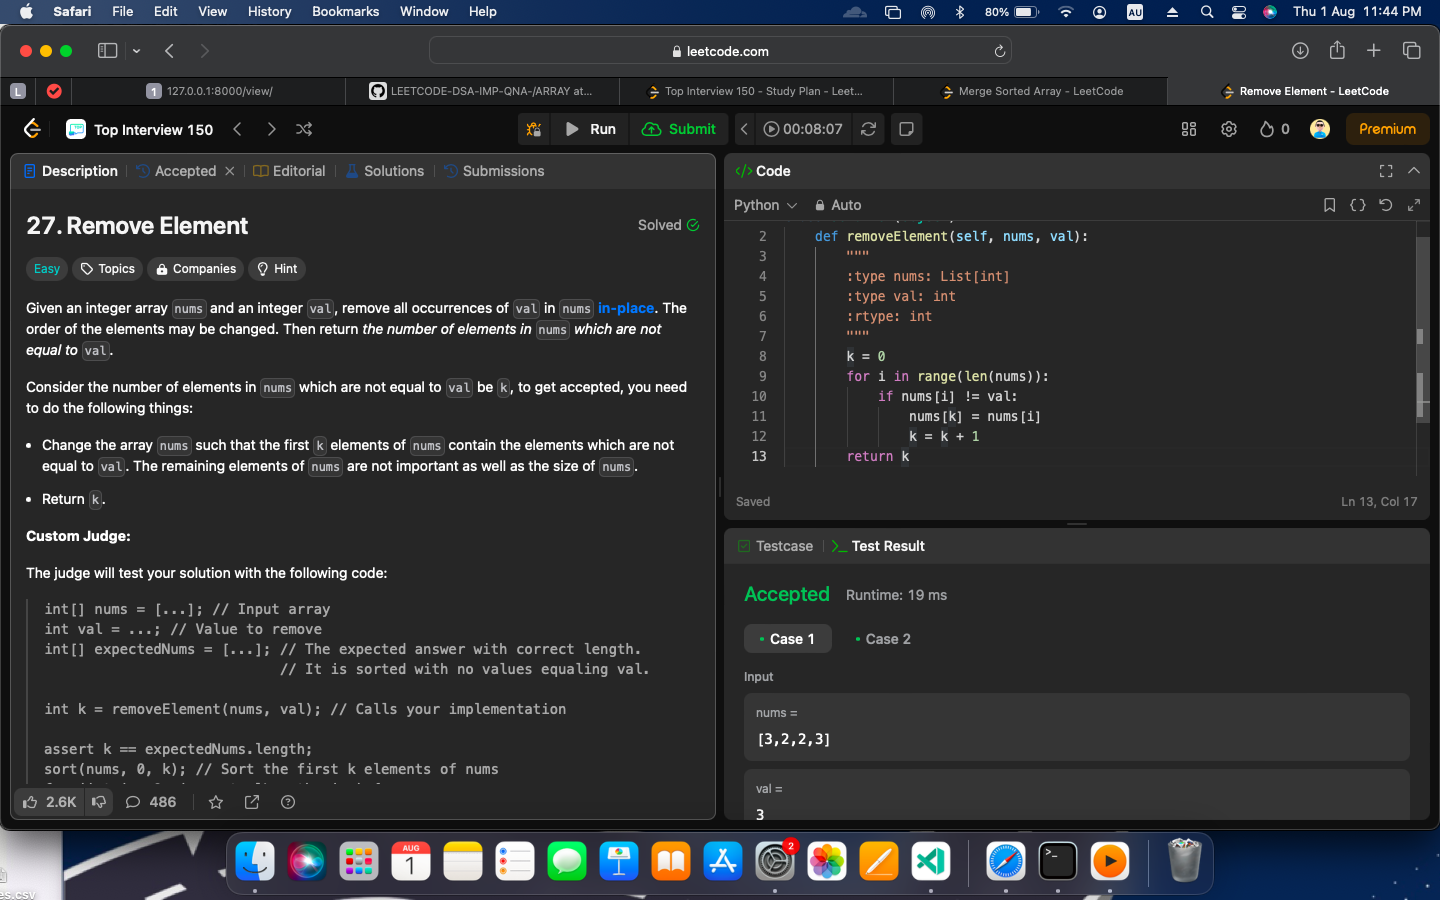 Safari File Edit View History Bookmarks Window Help 80% AU Thu 1 Aug 11:44 PM
leetcode.com
L 1 127.0.0.1:8000/view/ LEETCODE-DSA-IMP-QNA-/ARRAY at... Top Interview 150 - Study Plan - Leet... Merge Sorted Array - LeetCode Remove Element - LeetCode
Top Interview 150 Run Submit 00:08:07 0 Premium
Description Accepted Editorial Solutions Submissions
27. Remove Element Solved
Easy Topics Companies Hint
Given an integer array nums and an integer val, remove all occurrences of val in nums in-place. The
order of the elements may be changed. Then return the number of elements in nums which are not
equal to val.
Consider the number of elements in nums which are not equal to val be k, to get accepted, you need
to do the following things:
• Change the array nums such that the first k elements of nums contain the elements which are not
equal to val. The remaining elements of nums are not important as well as the size of nums.
• Return k.
Custom Judge:
The judge will test your solution with the following code:
int[] nums = [...]; // Input array
int val = ...; // Value to remove
int[] expectedNums = [...]; // The expected answer with correct length.
// It is sorted with no values equaling val.
int k = removeElement(nums, val); // Calls your implementation
assert k == expectedNums.length;
sort(nums, 0, k); // Sort the first k elements of nums
2.6K 486
Code
Python Auto
2 def removeElement(self, nums, val):
3 """
4 :type nums: List[int]
5 :type val: int
6 :rtype: int
7 """
8 k = 0
9 for i in range(len(nums)):
10 if nums[i] != val:
11 nums[k] = nums[i]
12 k = k + 1
13 return k
Saved Ln 13, Col 17
Testcase Test Result
Accepted Runtime: 19 ms
• Case 1 • Case 2
Input
nums =
[3,2,2,3]
val =
3
AUG
1
2
es.csv